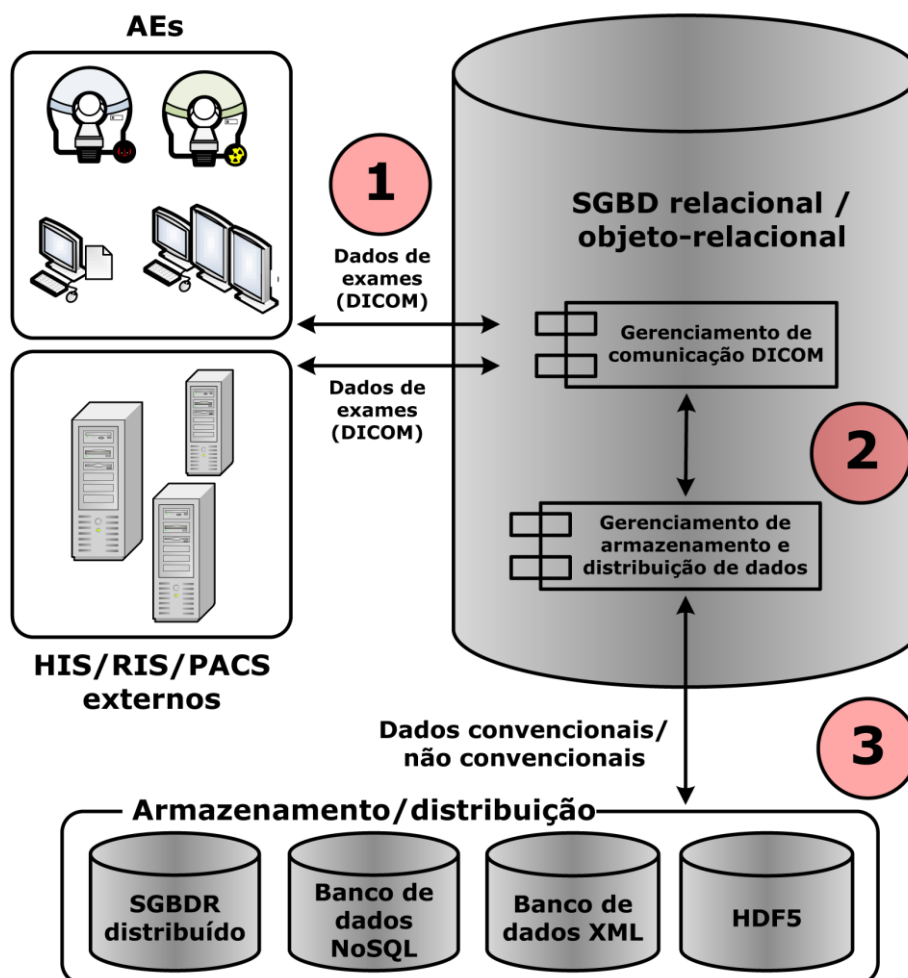 AEs
1
Dados de
exames
(DICOM)
Dados de
exames
(DICOM)
HIS/RIS/PACS
externos
SGBD relacional /
objeto-relacional
Gerenciamento de
comunicação DICOM
2
Gerenciamento de
armazenamento e
distribuição de dados
Dados convencionais/
não convencionais
3
Armazenamento/distribuição
SGBDR
distribuído
Banco de
dados
NoSQL
Banco de
dados XML
HDF5